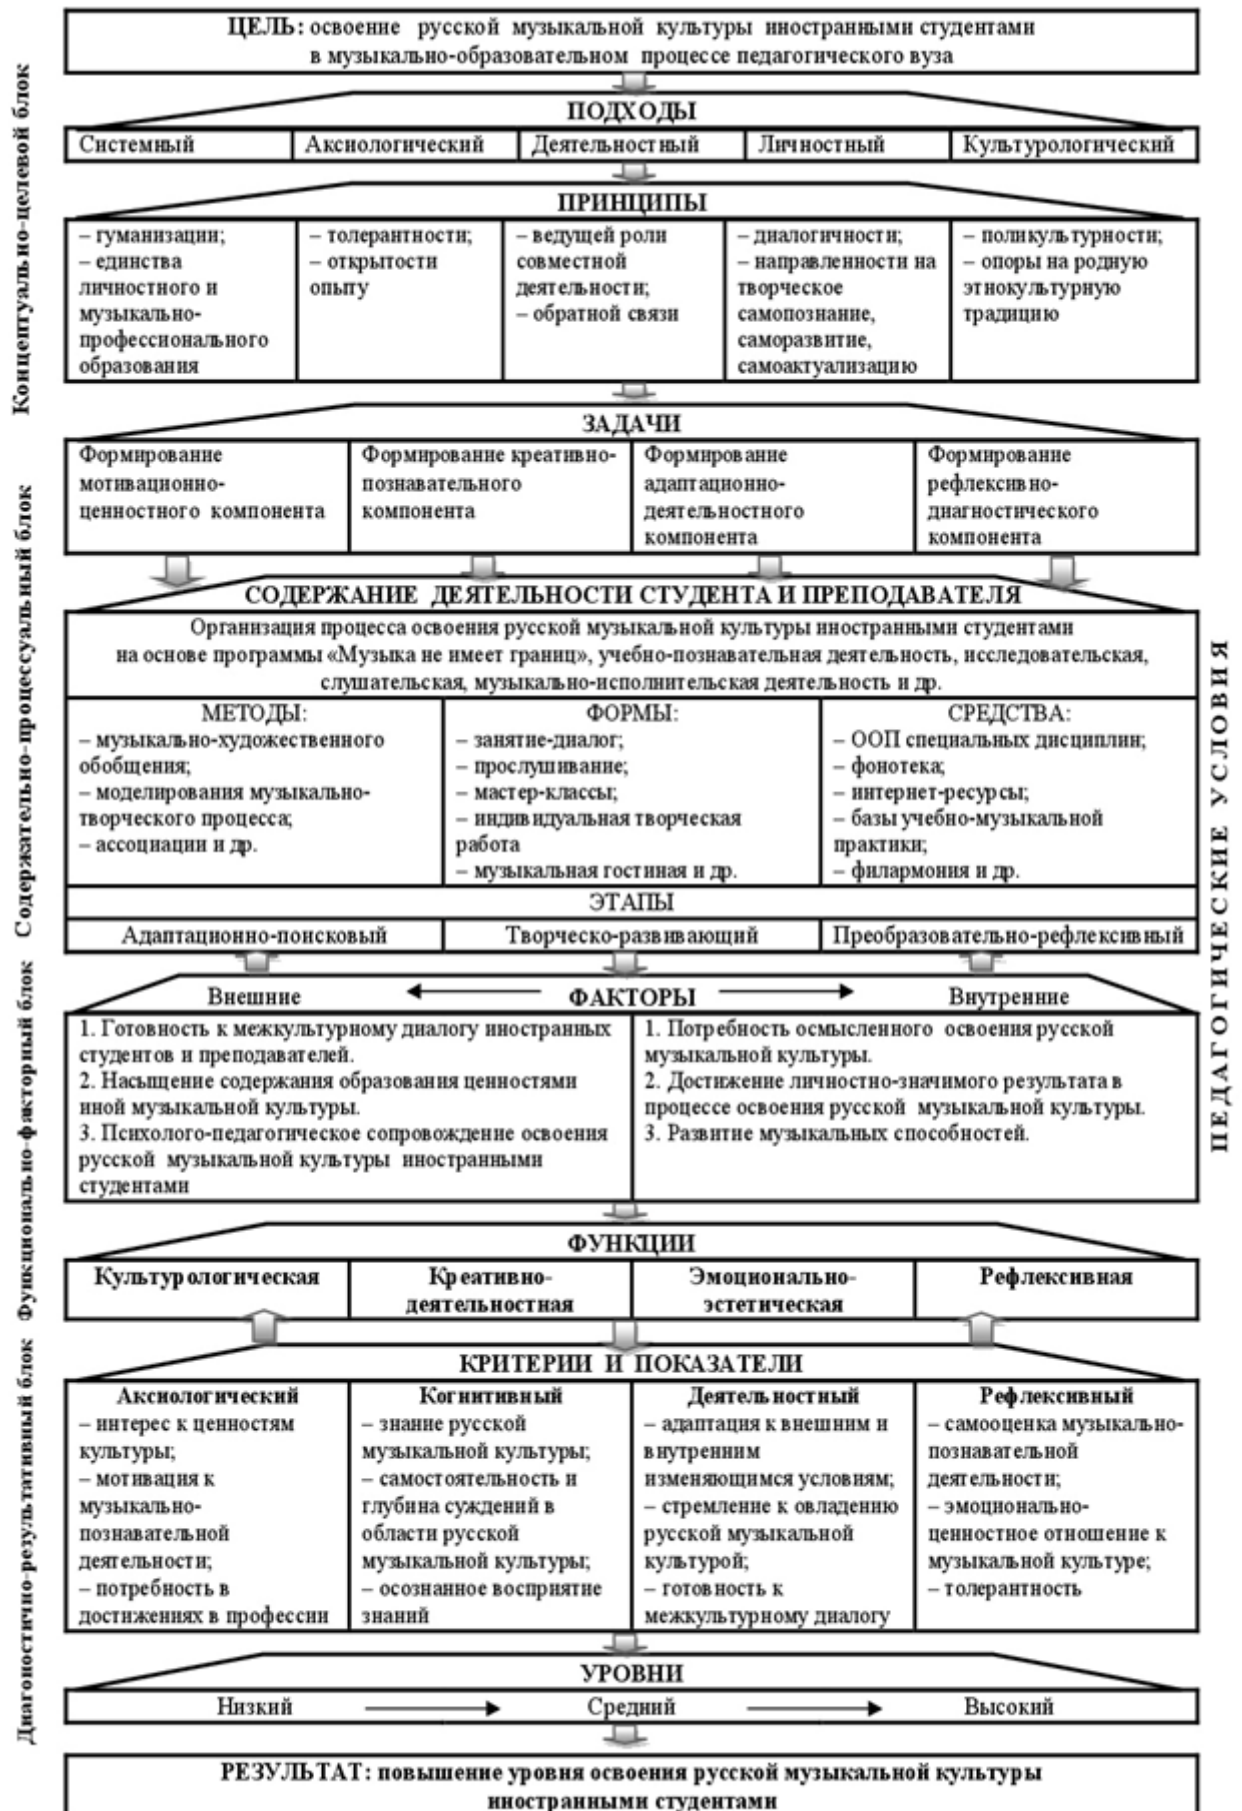 ЦЕЛЬ: освоение русской музыкальной культуры иностранными студентами
в музыкально-образовательном процессе педагогического вуза
Концептуально-целевой блок
ПОДХОДЫ
Системный
Аксиологический
Деятельностный
Личностный
Культурологический
ПРИНЦИПЫ
– гуманизации;
– единства
личностного и
музыкально-
профессионального
образования
– толерантности;
– открытости
опыту
– ведущей роли
совместной
деятельности;
– обратной связи
– диалогичности;
– направленности на
творческое
самопознание,
саморазвитие,
самоактуализацию
– поликультурности;
– опоры на родную
этнокультурную
традицию
ЗАДАЧИ
Формирование
мотивационно-
ценностного компонента
Формирование креативно-
познавательного
компонента
Формирование
адаптационно-
деятельностного
компонента
Формирование
рефлексивно-
диагностического
компонента
Содержательно-процессуальный блок
СОДЕРЖАНИЕ ДЕЯТЕЛЬНОСТИ СТУДЕНТА И ПРЕПОДАВАТЕЛЯ
Организация процесса освоения русской музыкальной культуры иностранными студентами
на основе программы «Музыка не имеет границ», учебно-познавательная деятельность, исследовательская,
слушательская, музыкально-исполнительская деятельность и др.
МЕТОДЫ:
– музыкально-художественного
обобщения;
– моделирования музыкально-
творческого процесса;
– ассоциации и др.
ФОРМЫ:
– занятие-диалог;
– прослушивание;
– мастер-классы;
– индивидуальная творческая
работа
– музыкальная гостиная и др.
СРЕДСТВА:
– ООП специальных дисциплин;
– фонотека;
– интернет-ресурсы;
– базы учебно-музыкальной
практики;
– филармония и др.
ЭТАПЫ
Адаптационно-поисковый
Творческо-развивающий
Преобразовательно-рефлексивный
ПЕДАГОГИЧЕСКИЕ УСЛОВИЯ
Функционально-факторный блок
Внешние
ФАКТОРЫ
Внутренние
1. Готовность к межкультурному диалогу иностранных
студентов и преподавателей.
2. Насыщение содержания образования ценностями
иной музыкальной культуры.
3. Психолого-педагогическое сопровождение освоения
русской музыкальной культуры иностранными
студентами
1. Потребность осмысленного освоения русской
музыкальной культуры.
2. Достижение личностно-значимого результата в
процессе освоения русской музыкальной культуры.
3. Развитие музыкальных способностей.
ФУНКЦИИ
Культурологическая
Креативно-
деятельностная
Эмоционально-
эстетическая
Рефлексивная
Диагоностично-результативный блок
КРИТЕРИИ И ПОКАЗАТЕЛИ
Аксиологический
– интерес к ценностям
культуры;
– мотивация к
музыкально-
познавательной
деятельности;
– потребность в
достижениях в профессии
Когнитивный
– знание русской
музыкальной культуры;
– самостоятельность и
глубина суждений в
области русской
музыкальной культуры;
– осознанное восприятие
знаний
Деятельностный
– адаптация к внешним и
внутренним
изменяющимся условиям;
– стремление к овладению
русской музыкальной
культурой;
– готовность к
межкультурному диалогу
Рефлексивный
– самооценка музыкально-
познавательной
деятельности;
– эмоционально-
ценностное отношение к
музыкальной культуре;
– толерантность
УРОВНИ
Низкий
Средний
Высокий
РЕЗУЛЬТАТ: повышение уровня освоения русской музыкальной культуры
иностранными студентами